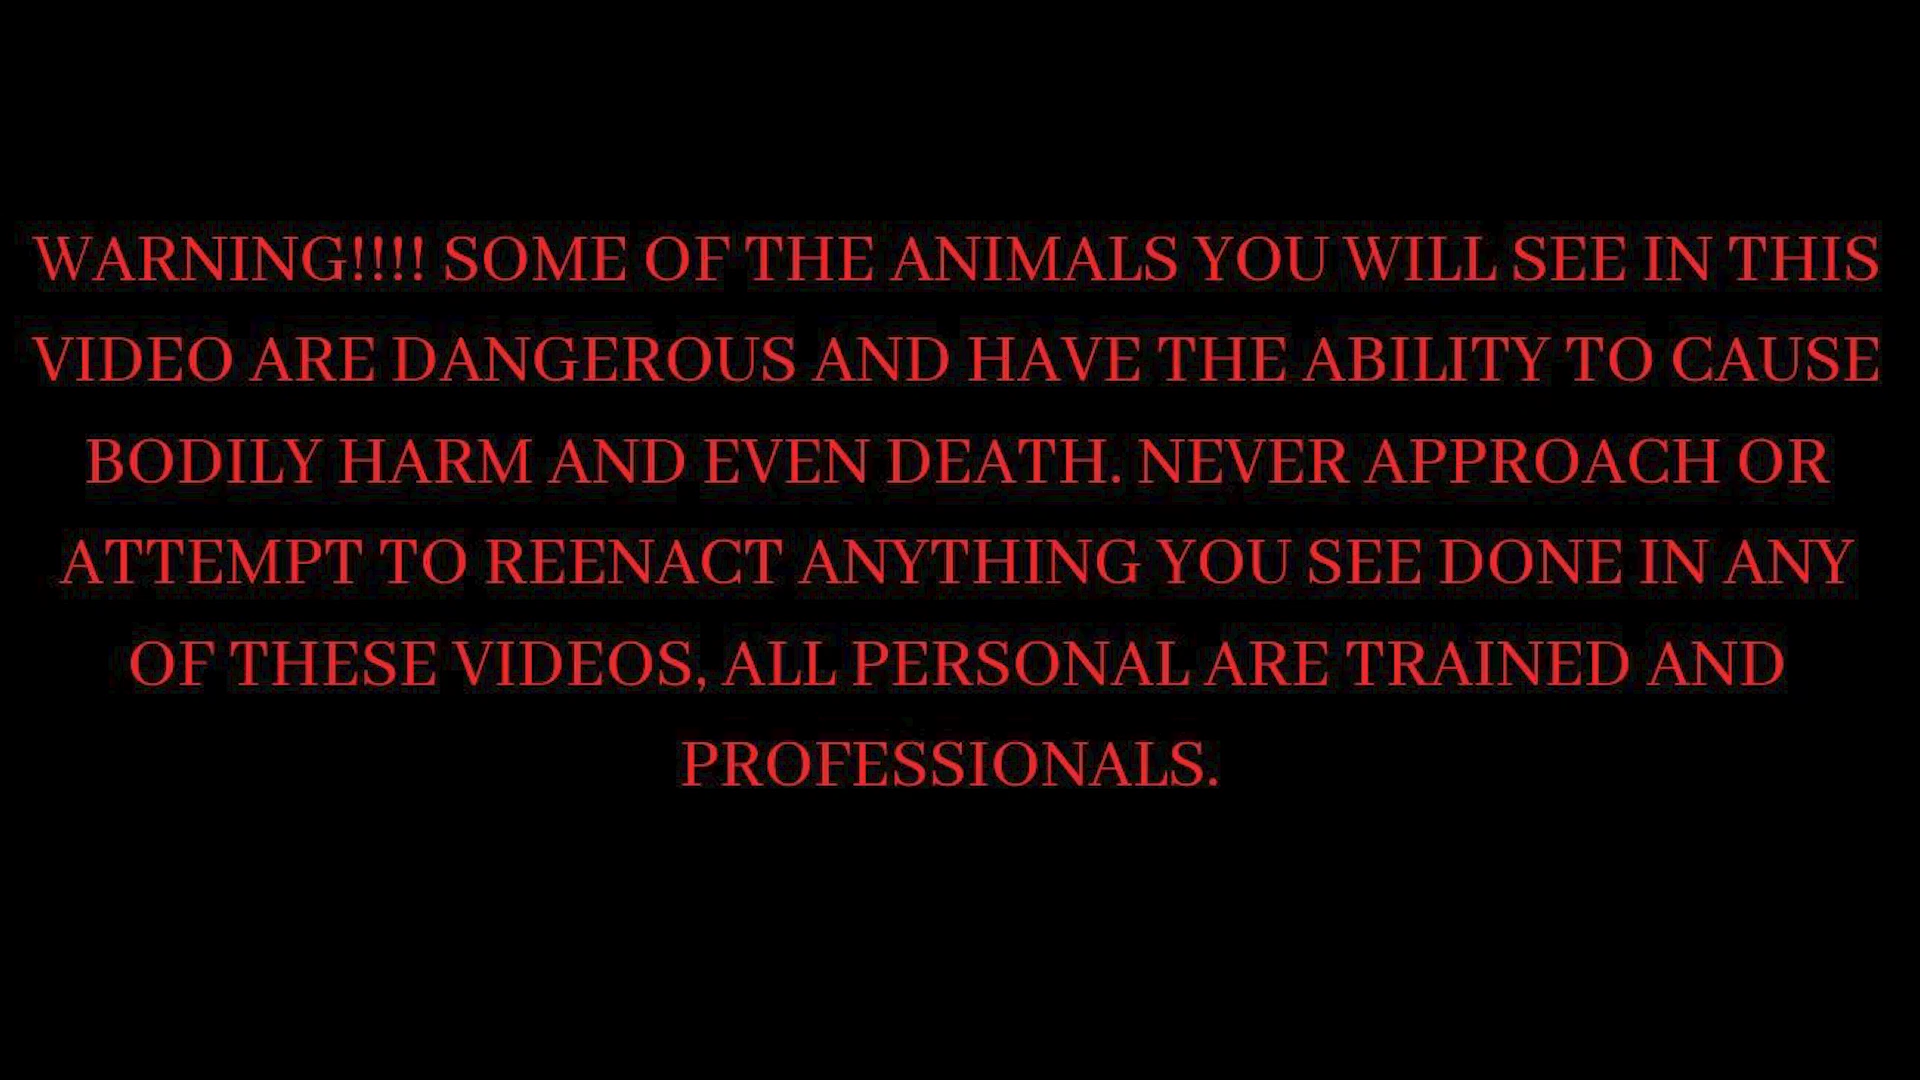 WARNING!!!! SOME OF THE ANIMALS YOU WILL SEE IN THIS
VIDEO ARE DANGEROUS AND HAVE THE ABILITY TO CAUSE
BODILY HARM AND EVEN DEATH. NEVER APPROACH OR
ATTEMPT TO REENACT ANYTHING YOU SEE DONE IN ANY
OF THESE VIDEOS, ALL PERSONAL ARE TRAINED AND
PROFESSIONALS.